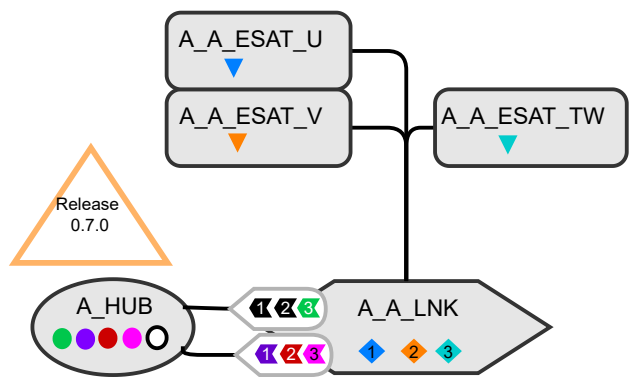 A_A_ESAT_U
A_A_ESAT_V
A_A_ESAT_TW
Release
0.7.0
A_HUB
1 2 3
A_A_LNK
1 2 3
1 2 3